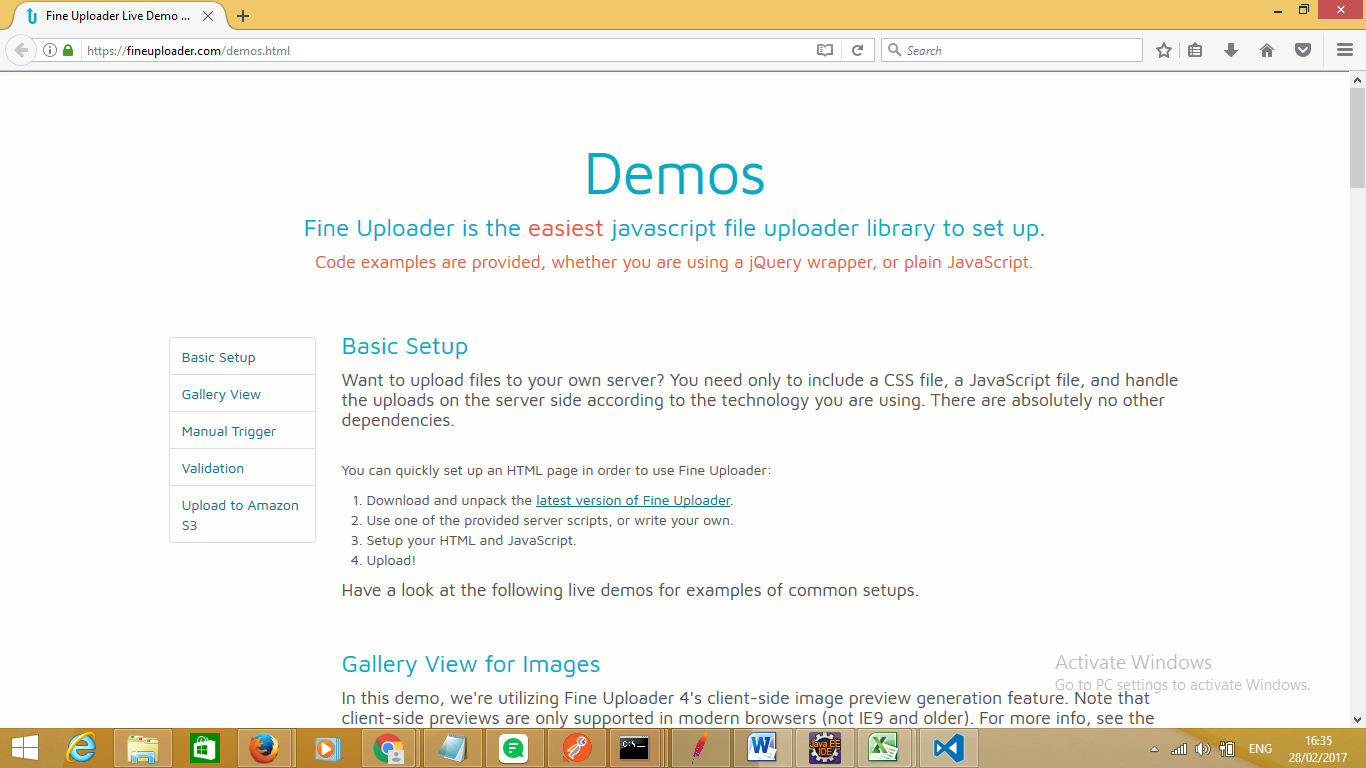 Fine Uploader Live Demo ...
https://fineuploader.com/demos.html
Search
Demos
Fine Uploader is the easiest javascript file uploader library to set up.
Code examples are provided, whether you are using a jQuery wrapper, or plain JavaScript.
Basic Setup
Gallery View
Manual Trigger
Validation
Upload to Amazon
S3
Basic Setup
Want to upload files to your own server? You need only to include a CSS file, a JavaScript file, and handle
the uploads on the server side according to the technology you are using. There are absolutely no other
dependencies.
You can quickly set up an HTML page in order to use Fine Uploader:
1. Download and unpack the latest version of Fine Uploader.
2. Use one of the provided server scripts, or write your own.
3. Setup your HTML and JavaScript.
4. Upload!
Have a look at the following live demos for examples of common setups.
Gallery View for Images
In this demo, we're utilizing Fine Uploader 4's client-side image preview generation feature. Note that
client-side previews are only supported in modern browsers (not IE9 and older). For more info, see the
Activate Windows
Go to PC settings to activate Windows.
Java EE
IDE
ENG
16:35
28/02/2017